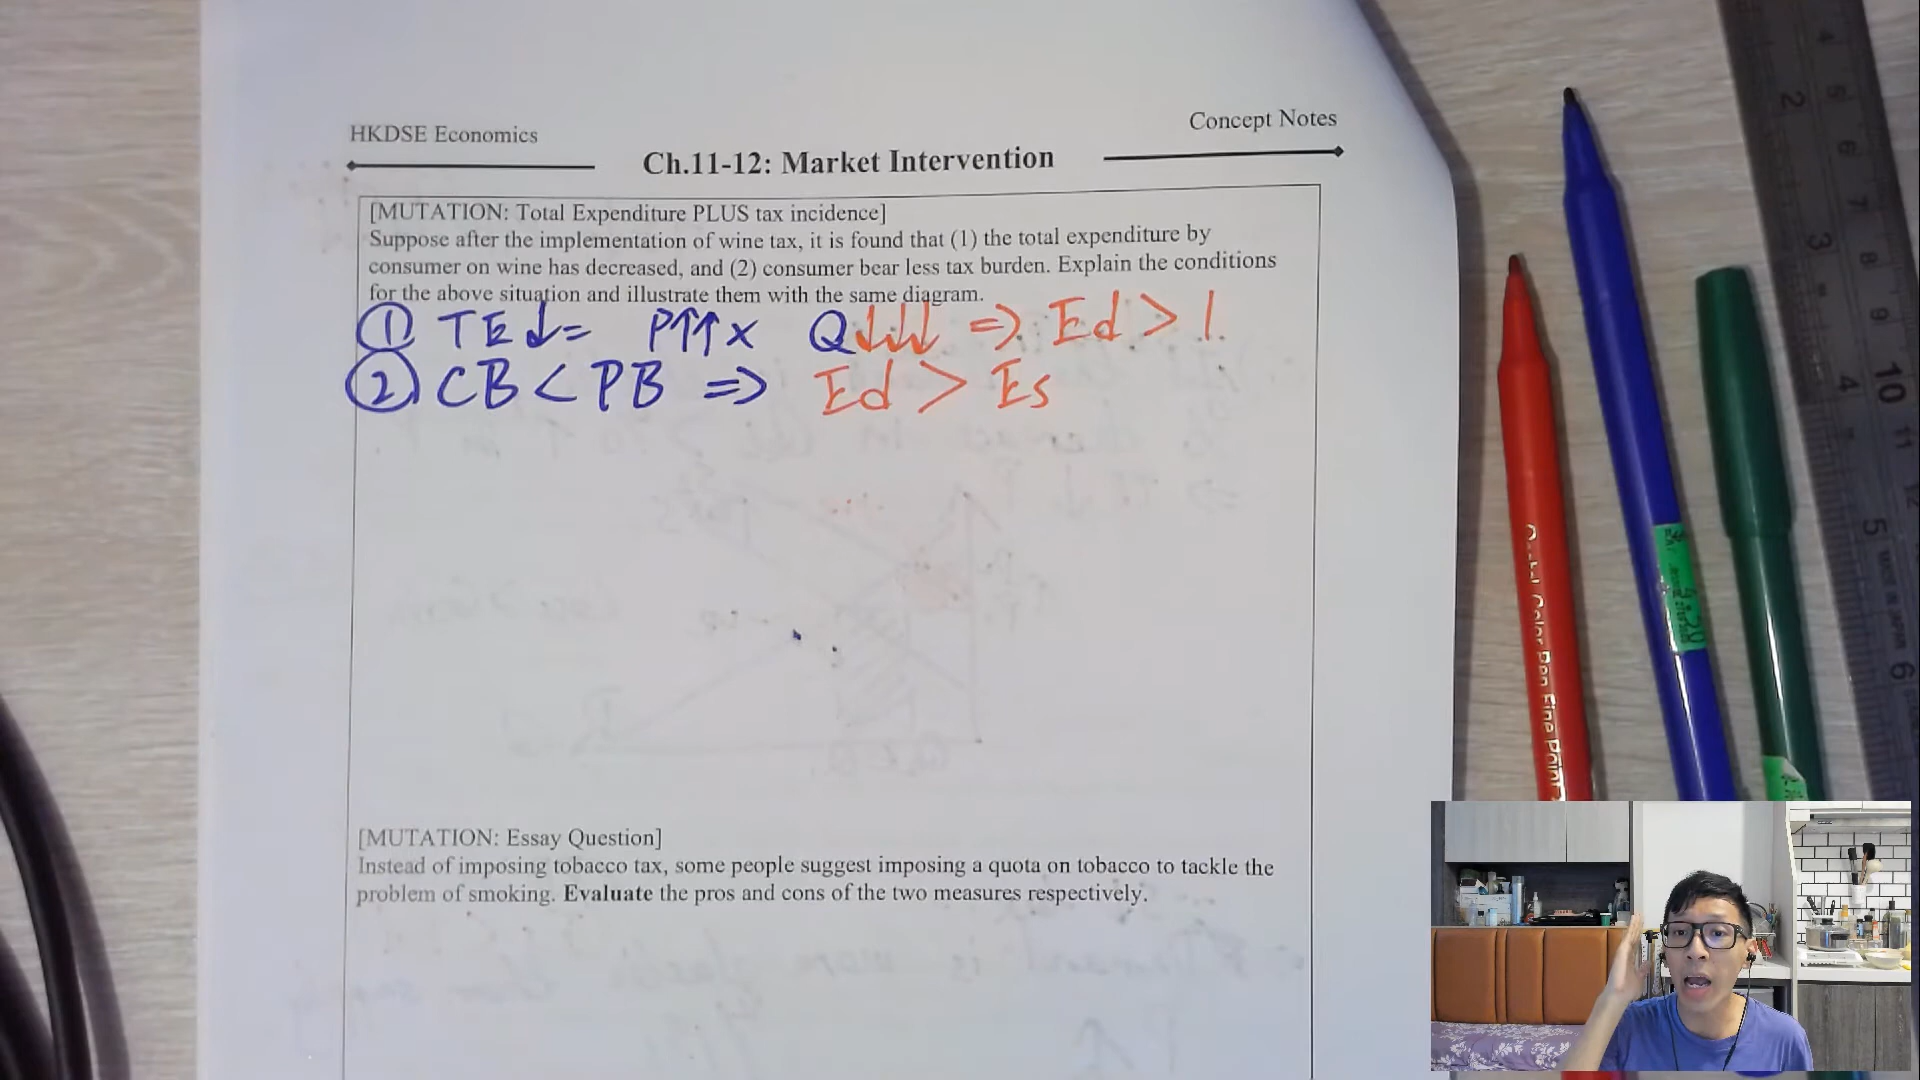 HKDSE Economics
Concept Notes
Ch.11-12: Market Intervention
[MUTATION: Total Expenditure PLUS tax incidence]
Suppose after the implementation of wine tax, it is found that (1) the total expenditure by
consumer on wine has decreased, and (2) consumer bear less tax burden. Explain the conditions
for the above situation and illustrate them with the same diagram.
① TE↓= P↑↑× Q↓↓↓ => Ed > 1.
② CB < PB => Ed > Es
[MUTATION: Essay Question]
Instead of imposing tobacco tax, some people suggest imposing a quota on tobacco to tackle the
problem of smoking. Evaluate the pros and cons of the two measures respectively.